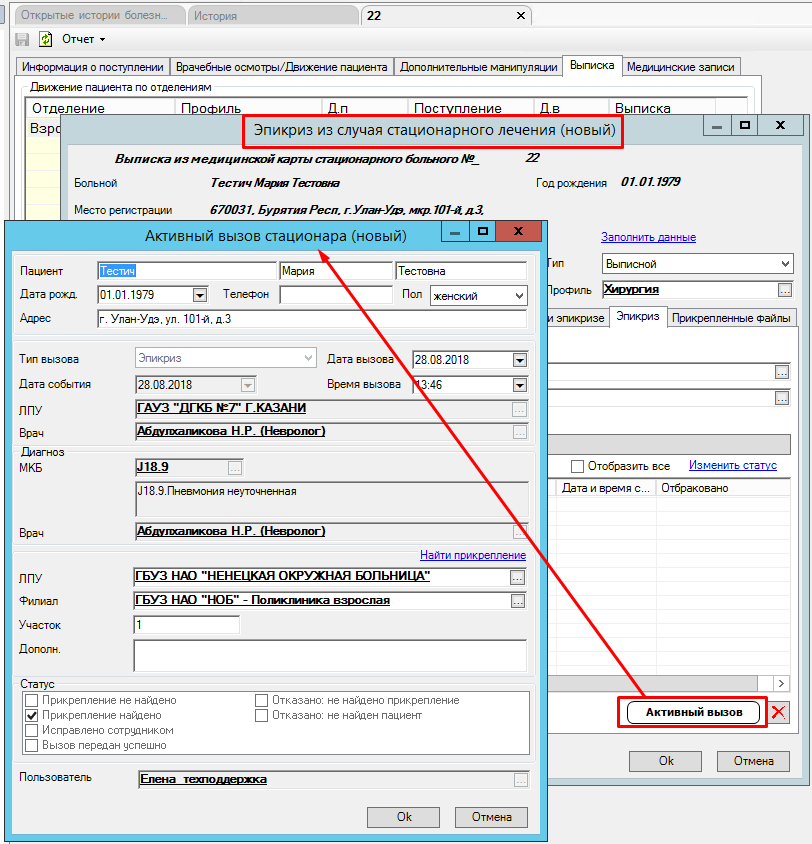 Открытые истории болезн...
История
22
Отчет
Информация о поступлении
Врачебные осмотры/Движение пациента
Дополнительные манипуляции
Выписка
Медицинские записи
Движение пациента по отделениям
Отделение
Профиль
Д.п
Поступление
Д.в
Выписка
Взро
Эпикриз из случая стационарного лечения (новый)
Выписка из медицинской карты стационарного больного №_ 22
Больной
Тестич Мария Тестовна
Год рождения
01.01.1979
Место регистрации
670031, Бурятия Респ, г.Улан-Удэ, мкр.101-й, д.3,
Заполнить данные
Тип
Выписной
Профиль
Хирургия
и эпикризе
Эпикриз
Прикрепленные файлы
Отобразить все
Изменить статус
Дата и время с...
Отбраковано
Активный вызов
Ok
Отмена
Активный вызов стационара (новый)
Пациент
Тестич
Мария
Тестовна
Дата рожд.
01.01.1979
Телефон
Пол
женский
Адрес
г. Улан-Удэ, ул. 101-й, д.3
Тип вызова
Эпикриз
Дата вызова
28.08.2018
Дата события
28.08.2018
Время вызова
13:46
ЛПУ
ГАУЗ "ДГКБ №7" Г.КАЗАНИ
Врач
Абдулхаликова Н.Р. (Невролог)
Диагноз
МКБ
J18.9
J18.9.Пневмония неуточненная
Врач
Абдулхаликова Н.Р. (Невролог)
Найти прикрепление
ЛПУ
ГБУЗ НАО "НЕНЕЦКАЯ ОКРУЖНАЯ БОЛЬНИЦА"
Филиал
ГБУЗ НАО "НОБ" - Поликлиника взрослая
Участок
1
Дополн.
Статус
Прикрепление не найдено
Отказано: не найдено прикрепление
Прикрепление найдено
Отказано: не найден пациент
Исправлено сотрудником
Вызов передан успешно
Пользователь
Елена техподдержка
Ok
Отмена